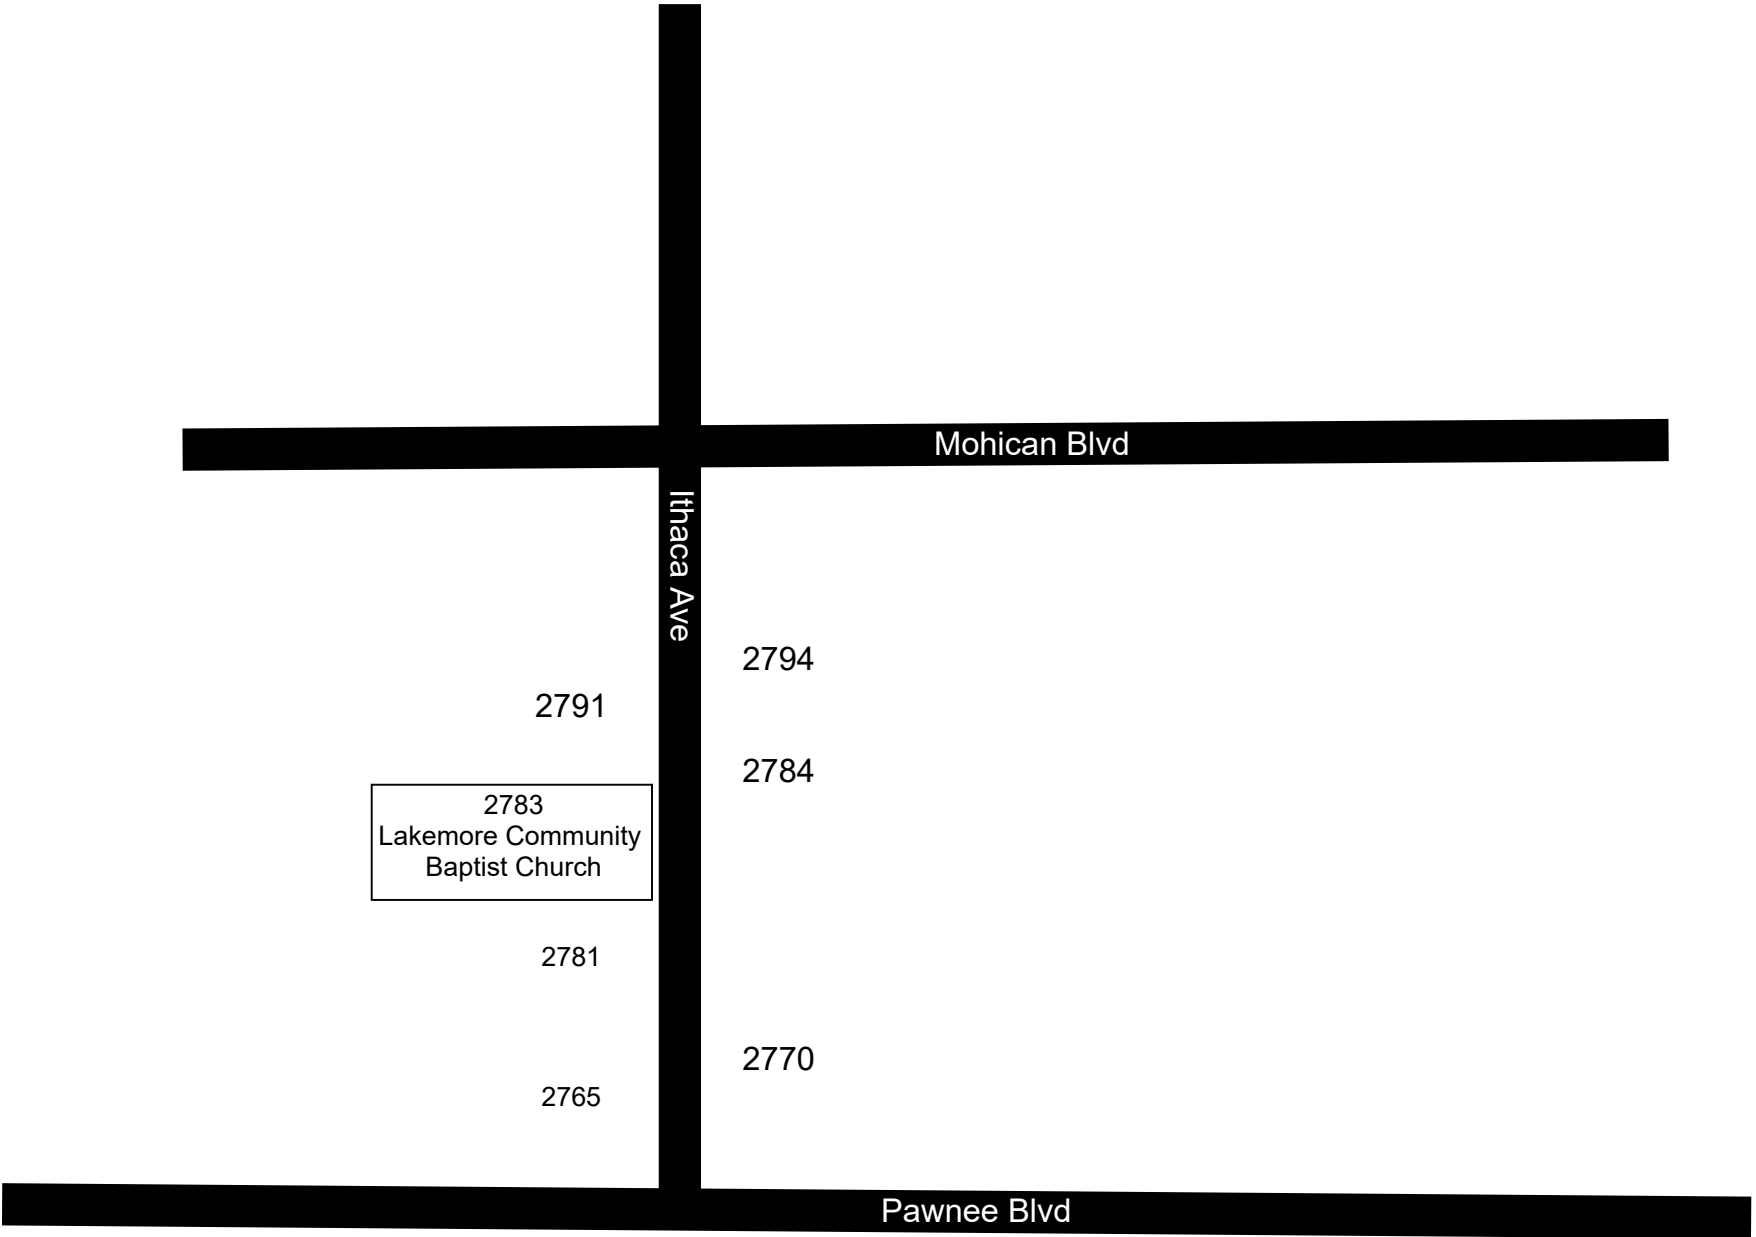 Mohican Blvd
Ithaca Ave
2794
2791
2784
2783
Lakemore Community
Baptist Church
2781
2770
2765
Pawnee Blvd